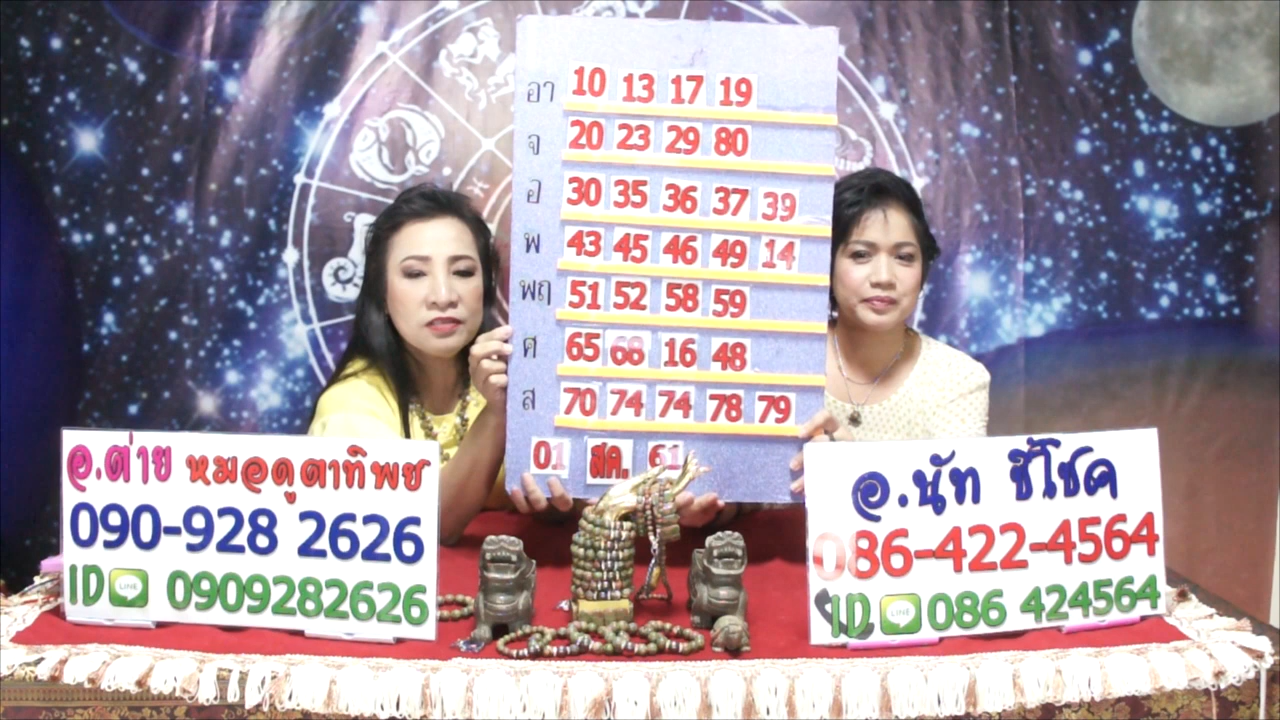 อา 10 13 17 19
จ 20 23 29 80
อ 30 35 36 37 39
พ 43 45 46 49 14
พฤ 51 52 58 59
ศ 65 68 16 48
ส 70 74 74 78 79
01 สค. 61
อ.ต่าย หมอดูตาทิพย์
090-928 2626
ID LINE 0909282626
อ.นัท ชี้โชค
086-422-4564
ID LINE 086 424564